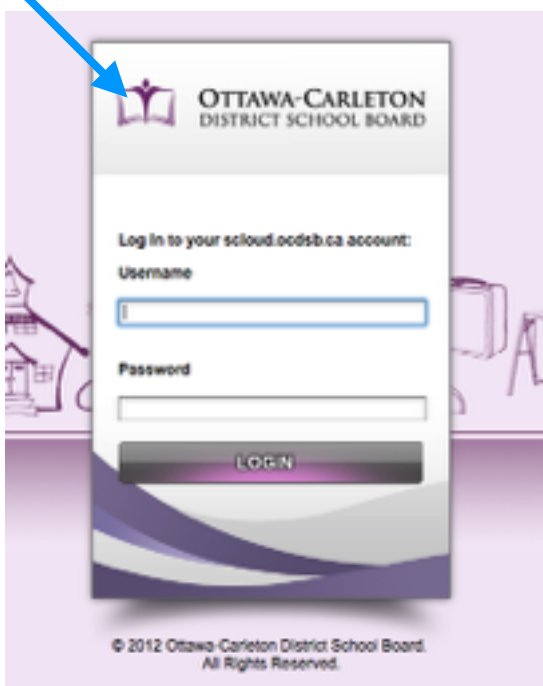 OTTAWA-CARLETON
DISTRICT SCHOOL BOARD
Log in to your scloud.ocdsb.ca account:
Username
Password
LOGIN
© 2012 Ottawa-Carleton District School Board.
All Rights Reserved.